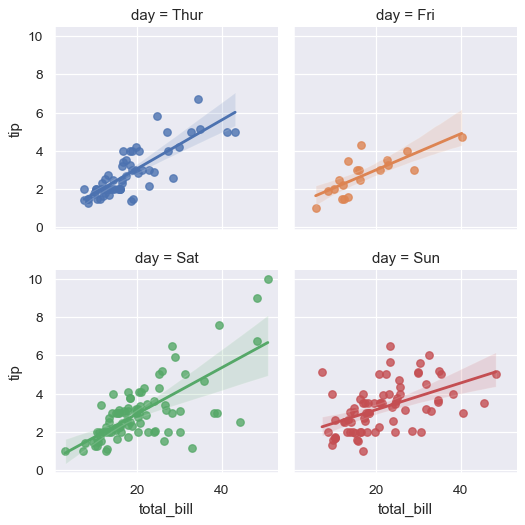 day = Thur
day = Fri
10
8
6
4
2
0
tip
day = Sat
day = Sun
10
8
6
4
2
0
tip
20
40
20
40
total_bill
total_bill